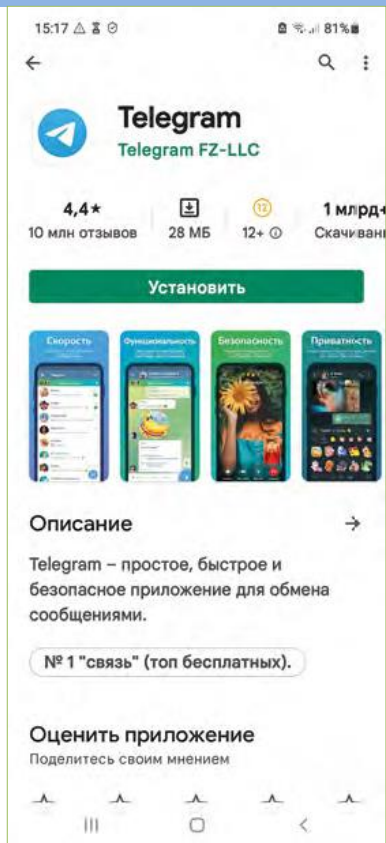 15:17
81%
Telegram
Telegram FZ-LLC
4,4★
10 млн отзывов
28 МБ
12+
1 млрд+
Скачиван
Установить
Скорость
Функциональность
Безопасность
Приватность
Описание
Telegram – простое, быстрое и
безопасное приложение для обмена
сообщениями.
№ 1 "связь" (топ бесплатных).
Оценить приложение
Поделитесь своим мнением